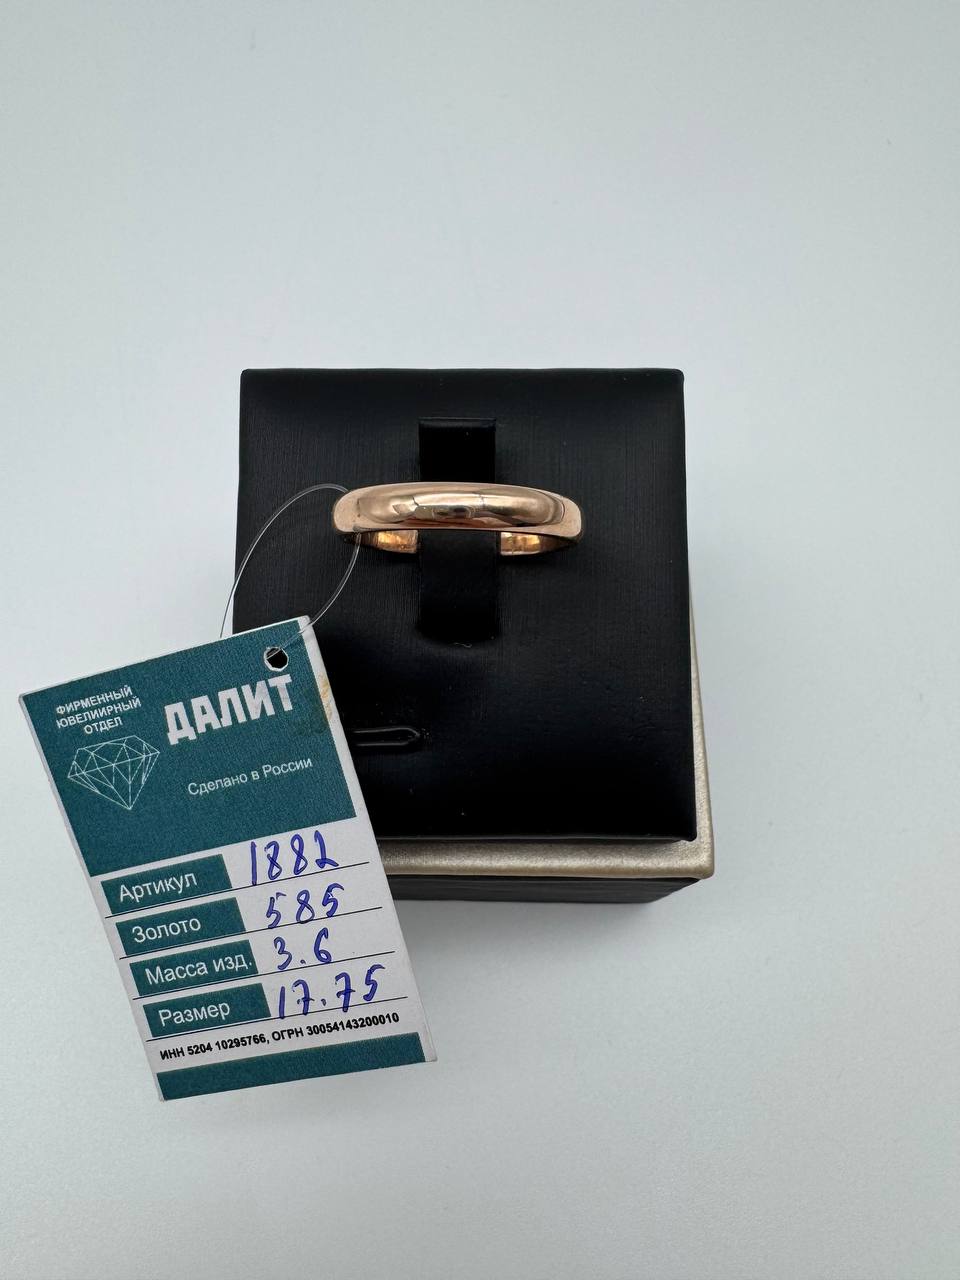 ФИРМЕННЫЙ
ЮВЕЛИИРНЫЙ
ОТДЕЛ
ДАЛИТ
Сделано в России
Артикул 1882
Золото 585
Масса изд. 3.6
Размер 17.75
ИНН 5204 10295766, ОГРН 30054143200010